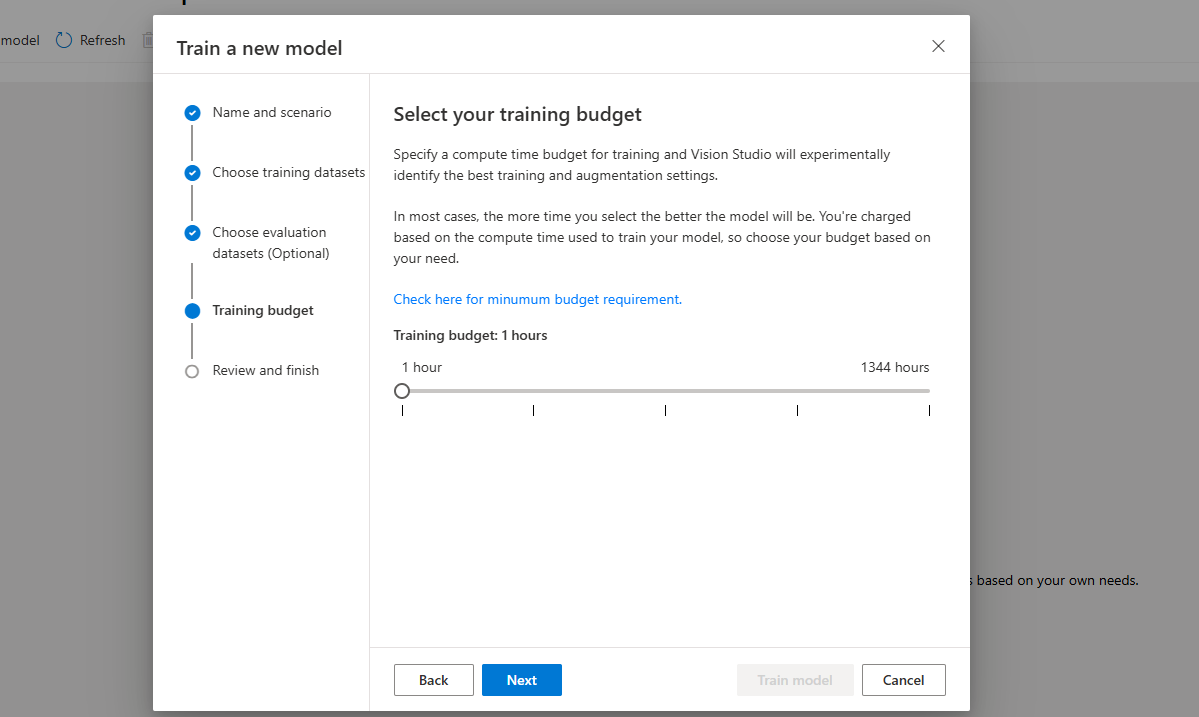 model
Refresh
Train a new model
Name and scenario
Choose training datasets
Choose evaluation
datasets (Optional)
Training budget
Review and finish
Select your training budget
Specify a compute time budget for training and Vision Studio will experimentally
identify the best training and augmentation settings.
In most cases, the more time you select the better the model will be. You're charged
based on the compute time used to train your model, so choose your budget based on
your need.
Check here for minumum budget requirement.
Training budget: 1 hours
1 hour
1344 hours
based on your own needs.
Back
Next
Train model
Cancel